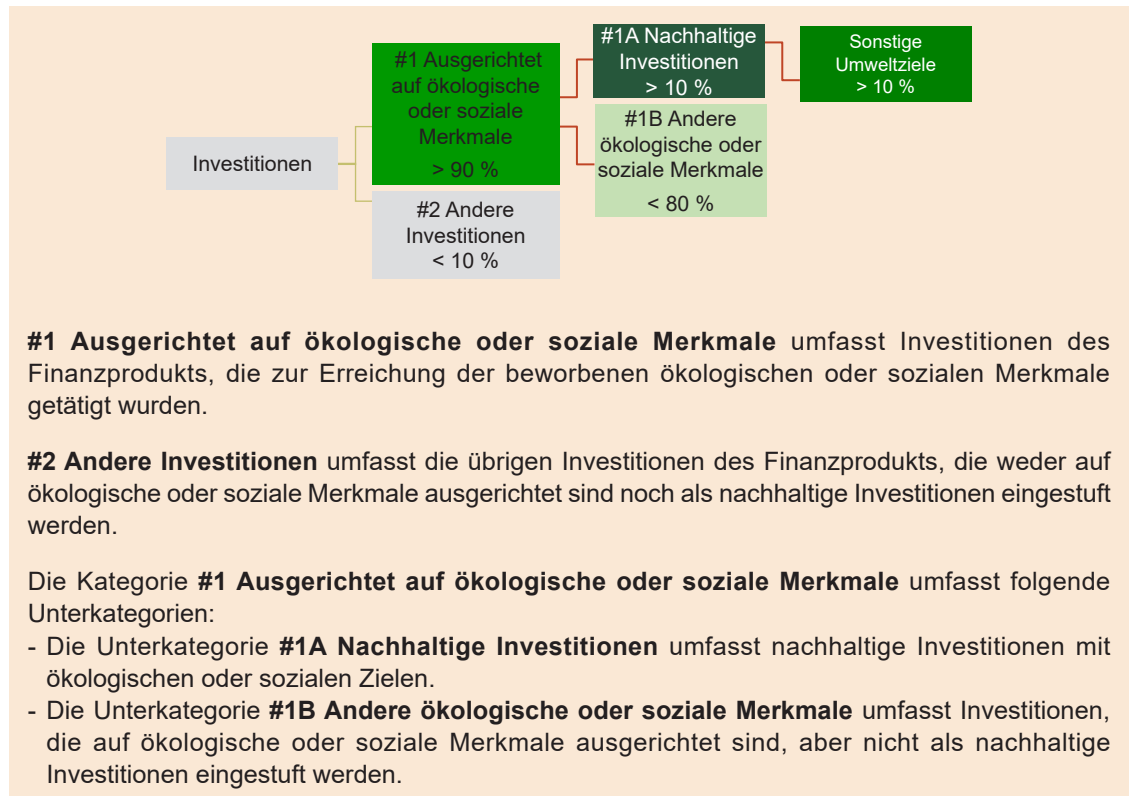 Investitionen
#1 Ausgerichtet
auf ökologische
oder soziale
Merkmale
> 90 %
#2 Andere
Investitionen
< 10 %
#1A Nachhaltige
Investitionen
> 10 %
#1B Andere
ökologische oder
soziale Merkmale
< 80 %
Sonstige
Umweltziele
> 10 %
#1 Ausgerichtet auf ökologische oder soziale Merkmale umfasst Investitionen des
Finanzprodukts, die zur Erreichung der beworbenen ökologischen oder sozialen Merkmale
getätigt wurden.
#2 Andere Investitionen umfasst die übrigen Investitionen des Finanzprodukts, die weder auf
ökologische oder soziale Merkmale ausgerichtet sind noch als nachhaltige Investitionen eingestuft
werden.
Die Kategorie #1 Ausgerichtet auf ökologische oder soziale Merkmale umfasst folgende
Unterkategorien:
- Die Unterkategorie #1A Nachhaltige Investitionen umfasst nachhaltige Investitionen mit
ökologischen oder sozialen Zielen.
- Die Unterkategorie #1B Andere ökologische oder soziale Merkmale umfasst Investitionen,
die auf ökologische oder soziale Merkmale ausgerichtet sind, aber nicht als nachhaltige
Investitionen eingestuft werden.